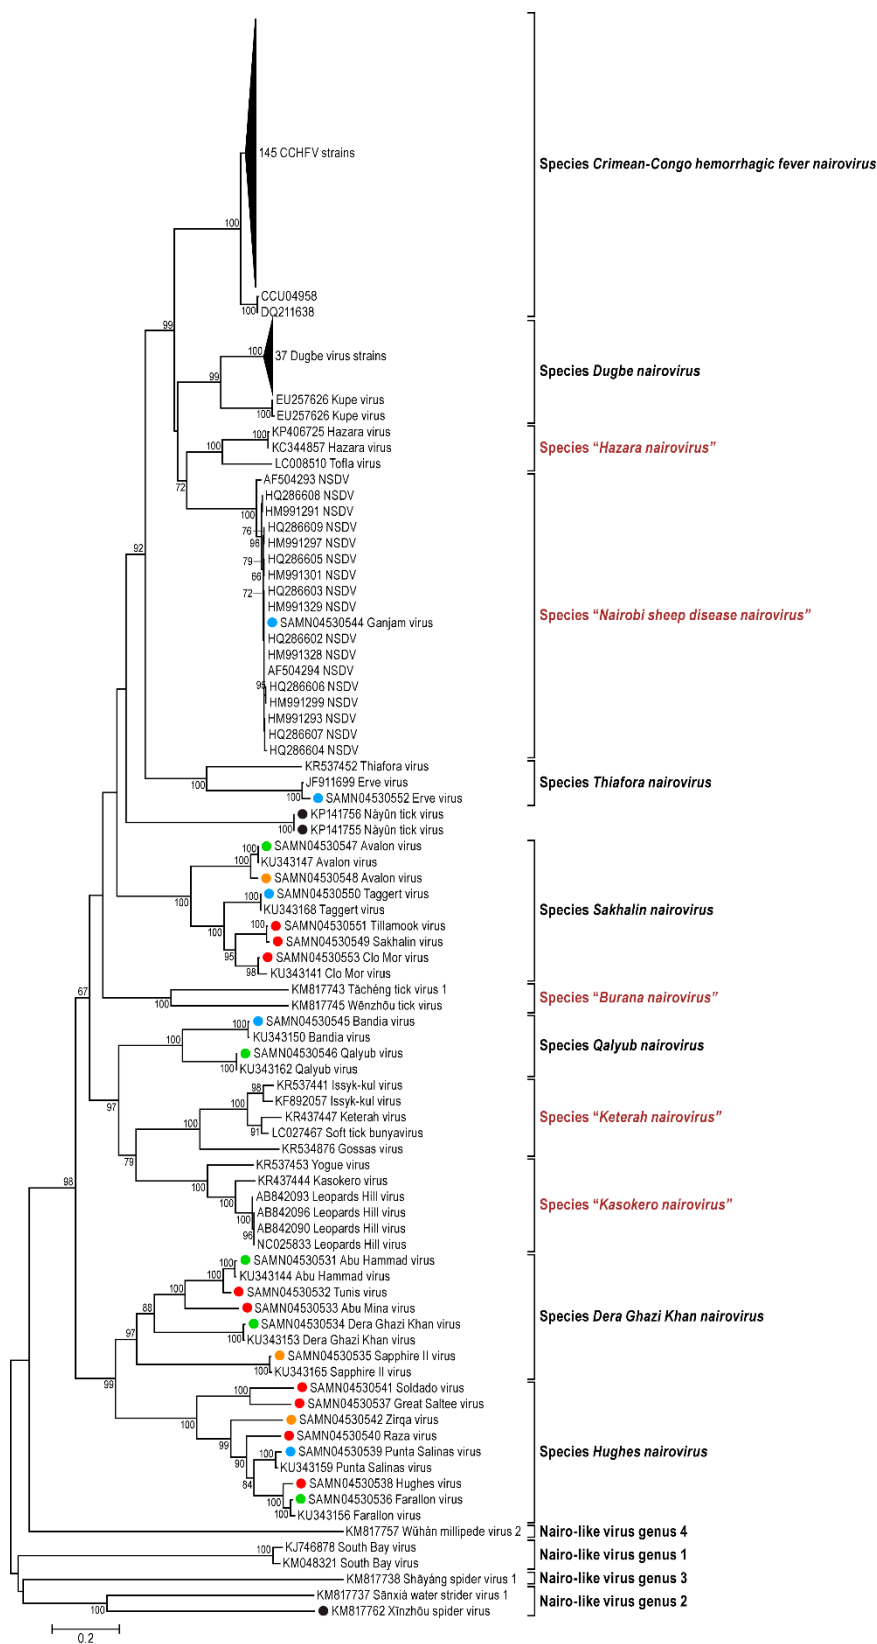 145 CCHFV strains
Species Crimean-Congo hemorrhagic fever nairovirus
100
CCU04958
100
DQ211638
99
100
37 Dugbe virus strains
Species Dugbe nairovirus
99
EU257626 Kupe virus
100
EU257626 Kupe virus
KP406725 Hazara virus
100
100
KC344857 Hazara virus
Species “Hazara nairovirus”
LC008510 Tofla virus
72
AF504293 NSDV
HQ286608 NSDV
100
HM991291 NSDV
76
HQ286609 NSDV
96
HM991297 NSDV
79
HQ286605 NSDV
66
HM991301 NSDV
72
HQ286603 NSDV
HM991329 NSDV
SAMN04530544 Ganjam virus
Species “Nairobi sheep disease nairovirus”
HQ286602 NSDV
HM991328 NSDV
AF504294 NSDV
95
HQ286606 NSDV
HM991299 NSDV
HM991293 NSDV
HQ286607 NSDV
HQ286604 NSDV
92
KR537452 Thiafora virus
100
JF911699 Erve virus
Species Thiafora nairovirus
100
SAMN04530552 Erve virus
KP141756 Nàyǔn tick virus
100
KP141755 Nàyǔn tick virus
100
SAMN04530547 Avalon virus
100
KU343147 Avalon virus
SAMN04530548 Avalon virus
100
100
SAMN04530550 Taggert virus
KU343168 Taggert virus
Species Sakhalin nairovirus
100
100
SAMN04530551 Tillamook virus
SAMN04530549 Sakhalin virus
95
SAMN04530553 Clo Mor virus
98
KU343141 Clo Mor virus
67
KM817743 Tǎchéng tick virus 1
100
KM817745 Wēnzhōu tick virus
Species “Burana nairovirus”
SAMN04530545 Bandia virus
100
KU343150 Bandia virus
100
SAMN04530546 Qalyub virus
Species Qalyub nairovirus
100
KU343162 Qalyub virus
97
98
KR537441 Issyk-kul virus
100
KF892057 Issyk-kul virus
100
KR437447 Keterah virus
Species “Keterah nairovirus”
91
LC027467 Soft tick bunyavirus
KR534876 Gossas virus
79
KR537453 Yogue virus
100
KR437444 Kasokero virus
AB842093 Leopards Hill virus
Species “Kasokero nairovirus”
100
AB842096 Leopards Hill virus
96
AB842090 Leopards Hill virus
NC025833 Leopards Hill virus
98
100
SAMN04530531 Abu Hammad virus
100
KU343144 Abu Hammad virus
100
SAMN04530532 Tunis virus
88
SAMN04530533 Abu Mina virus
Species Dera Ghazi Khan nairovirus
SAMN04530534 Dera Ghazi Khan virus
97
100
KU343153 Dera Ghazi Khan virus
SAMN04530535 Sapphire II virus
100
KU343165 Sapphire II virus
99
SAMN04530541 Soldado virus
100
SAMN04530537 Great Saltee virus
100
SAMN04530542 Zirqa virus
99
SAMN04530540 Raza virus
90
SAMN04530539 Punta Salinas virus
Species Hughes nairovirus
100
KU343159 Punta Salinas virus
84
SAMN04530538 Hughes virus
100
SAMN04530536 Farallon virus
100
KU343156 Farallon virus
KM817757 Wǔhàn millipede virus 2
Nairo-like virus genus 4
100
KJ746878 South Bay virus
KM048321 South Bay virus
Nairo-like virus genus 1
KM817738 Shāyáng spider virus 1
Nairo-like virus genus 3
KM817737 Sānxiá water strider virus 1
100
KM817762 Xīnzhōu spider virus
Nairo-like virus genus 2
0.2